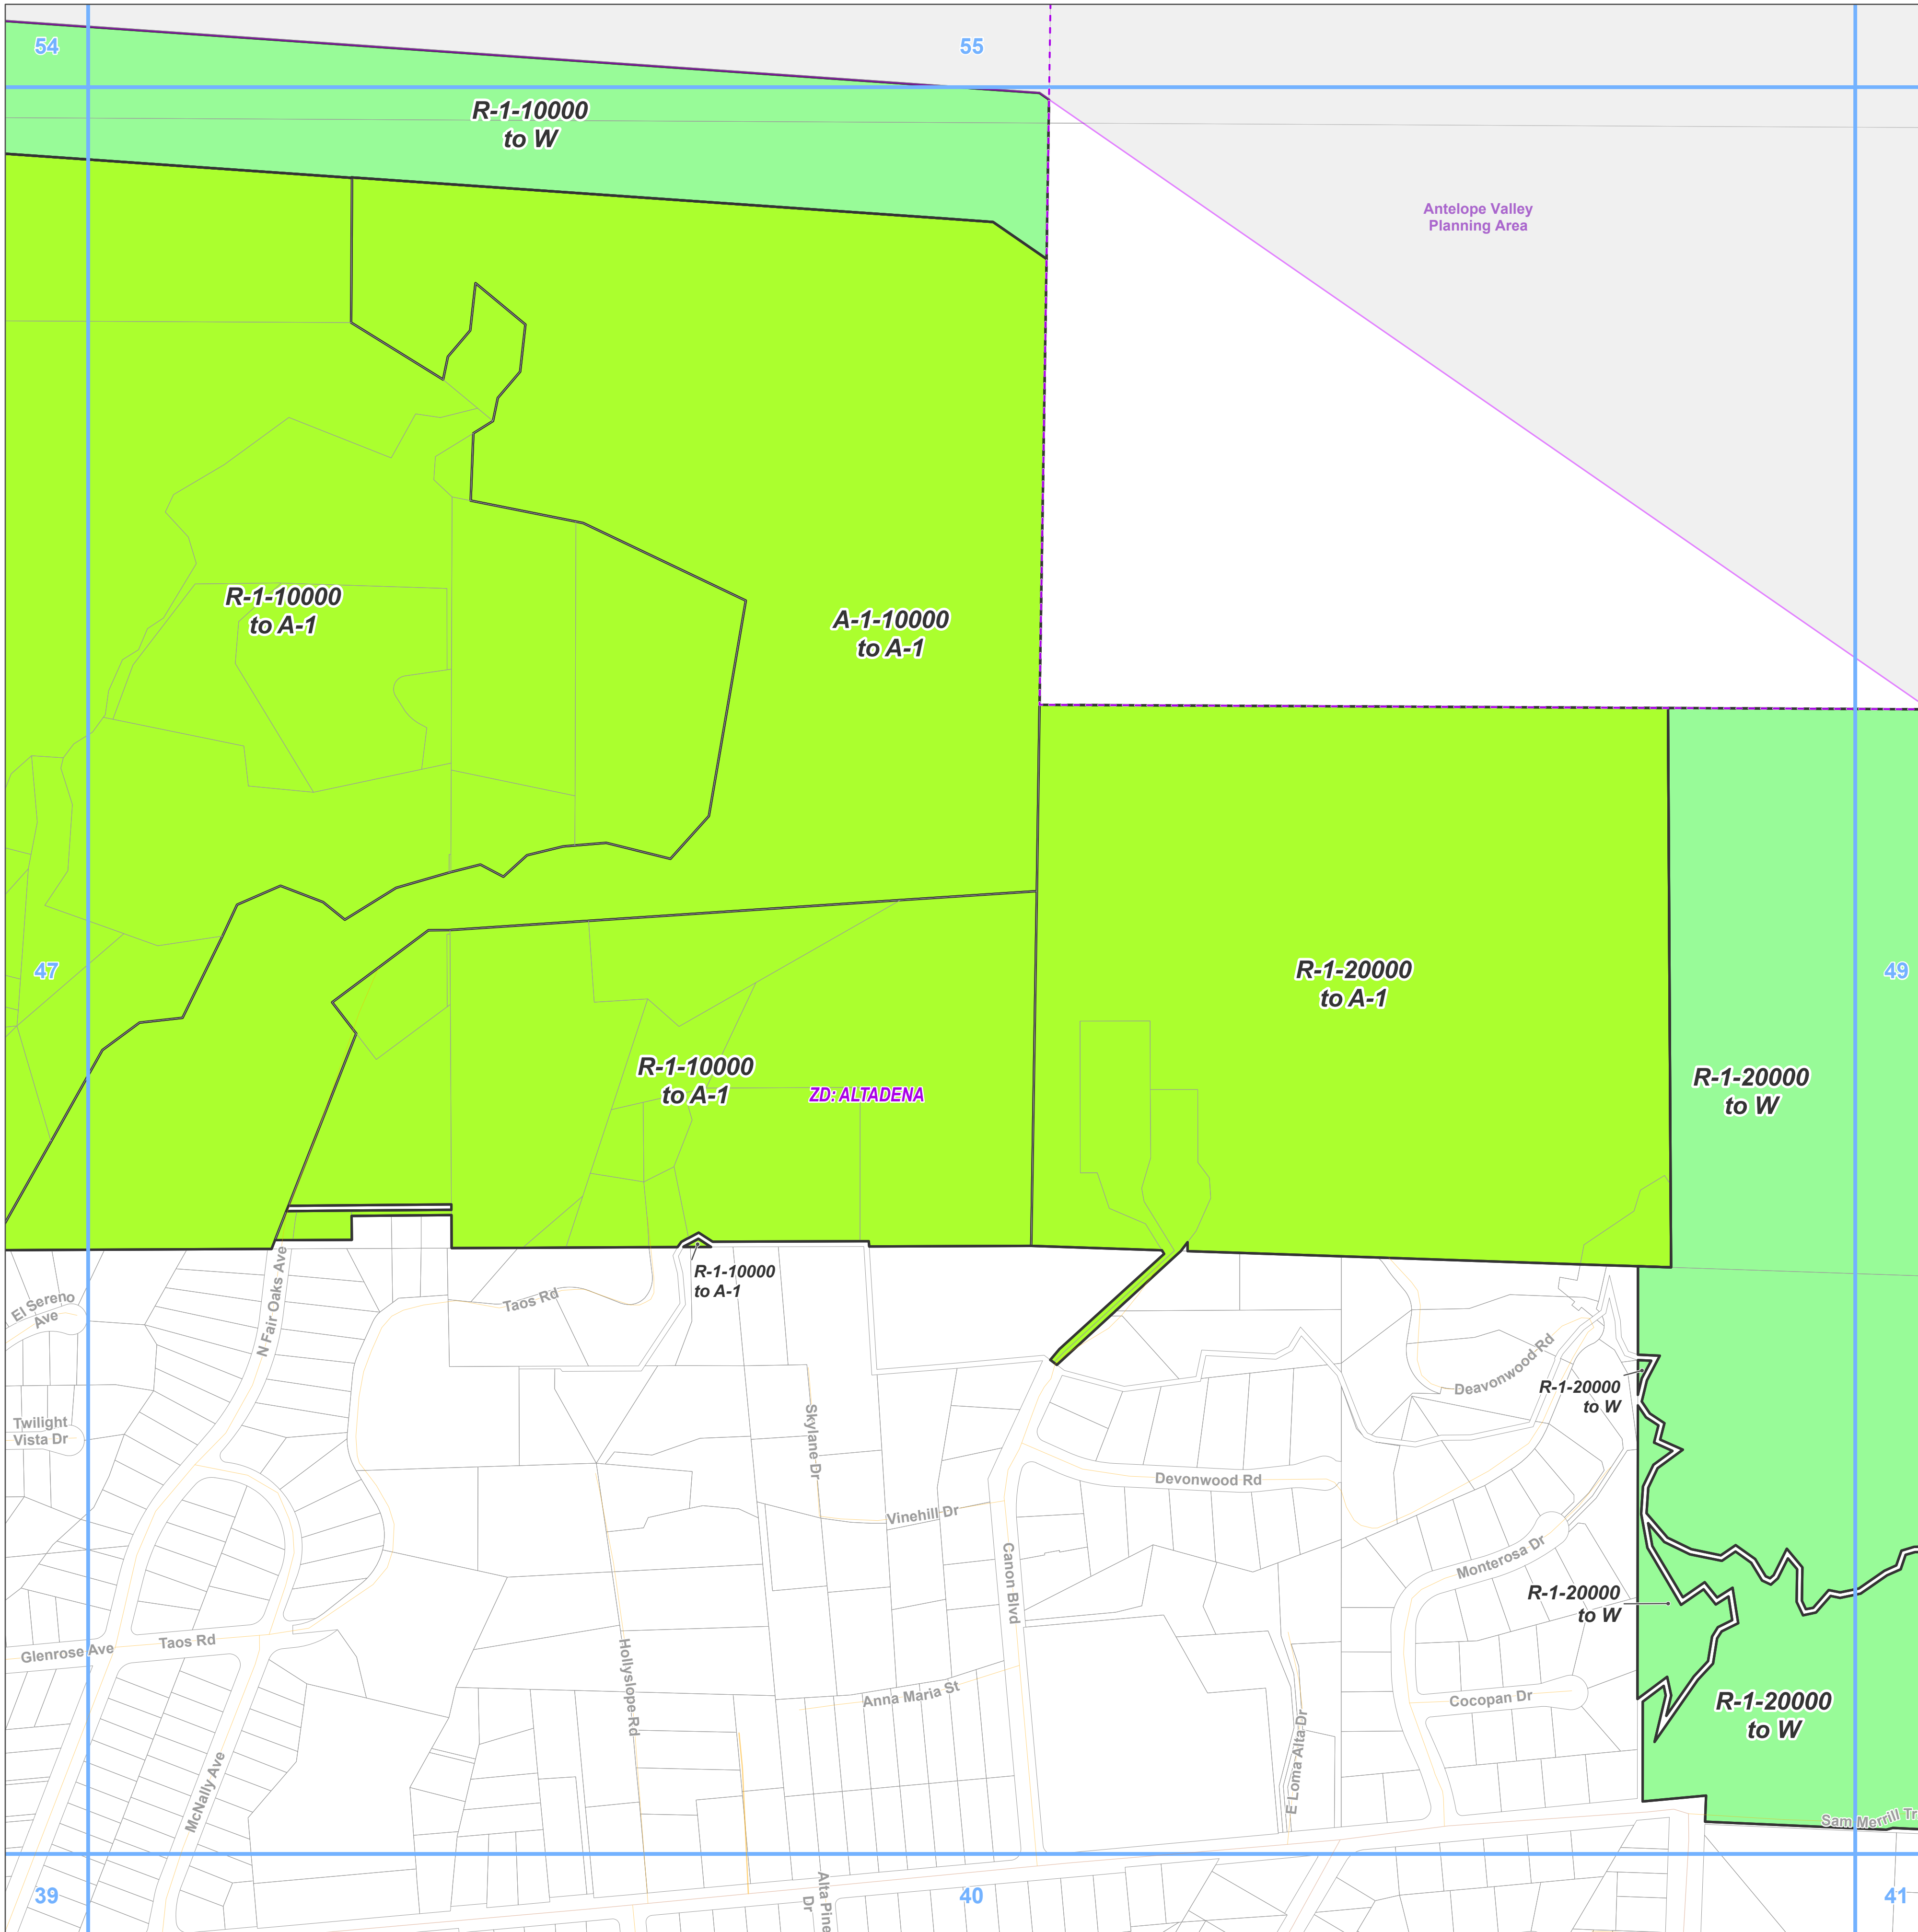 54
55
R-1-10000
to W
Antelope Valley
Planning Area
R-1-10000
to A-1
A-1-10000
to A-1
47
R-1-20000
to A-1
49
R-1-10000
to A-1
ZD: ALTADENA
R-1-20000
to W
R-1-10000
to A-1
El Sereno
Ave
N Fair Oaks Ave
Taos Rd
Deavonwood Rd
R-1-20000
to W
Twilight
Vista Dr
Skylane Dr
Devonwood Rd
Vinehill Dr
Canon Blvd
Monterosa Dr
R-1-20000
to W
Glenrose Ave
Taos Rd
Hollyslope Rd
Anna Maria St
Cocopan Dr
R-1-20000
to W
E Loma Alta Dr
McNally Ave
Sam Merrill Tr
39
Alta Pine
Dr
40
41